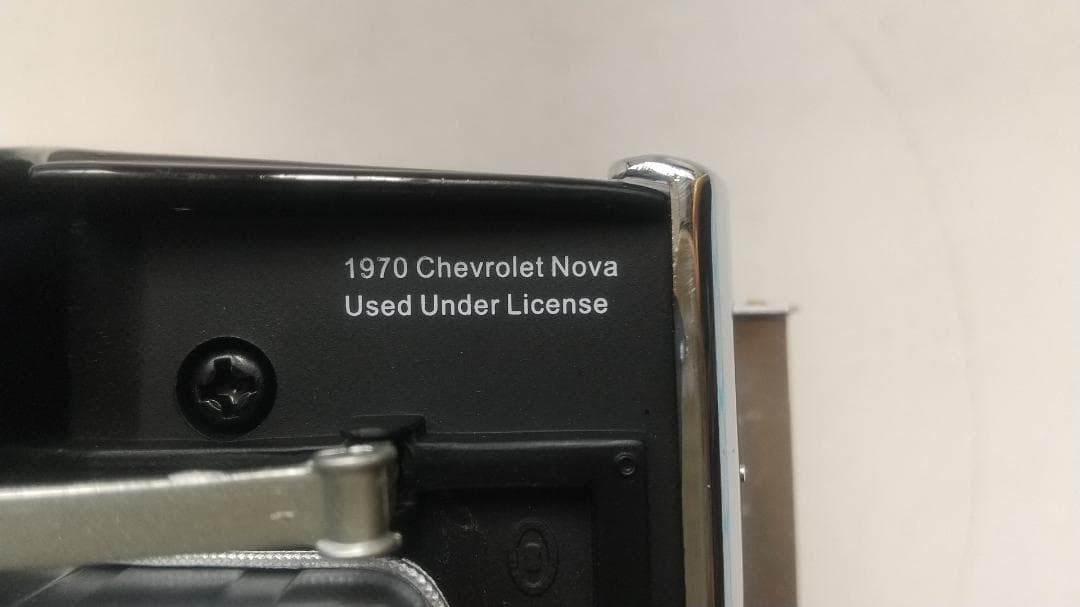 1970 Chevrolet Nova
Used Under License